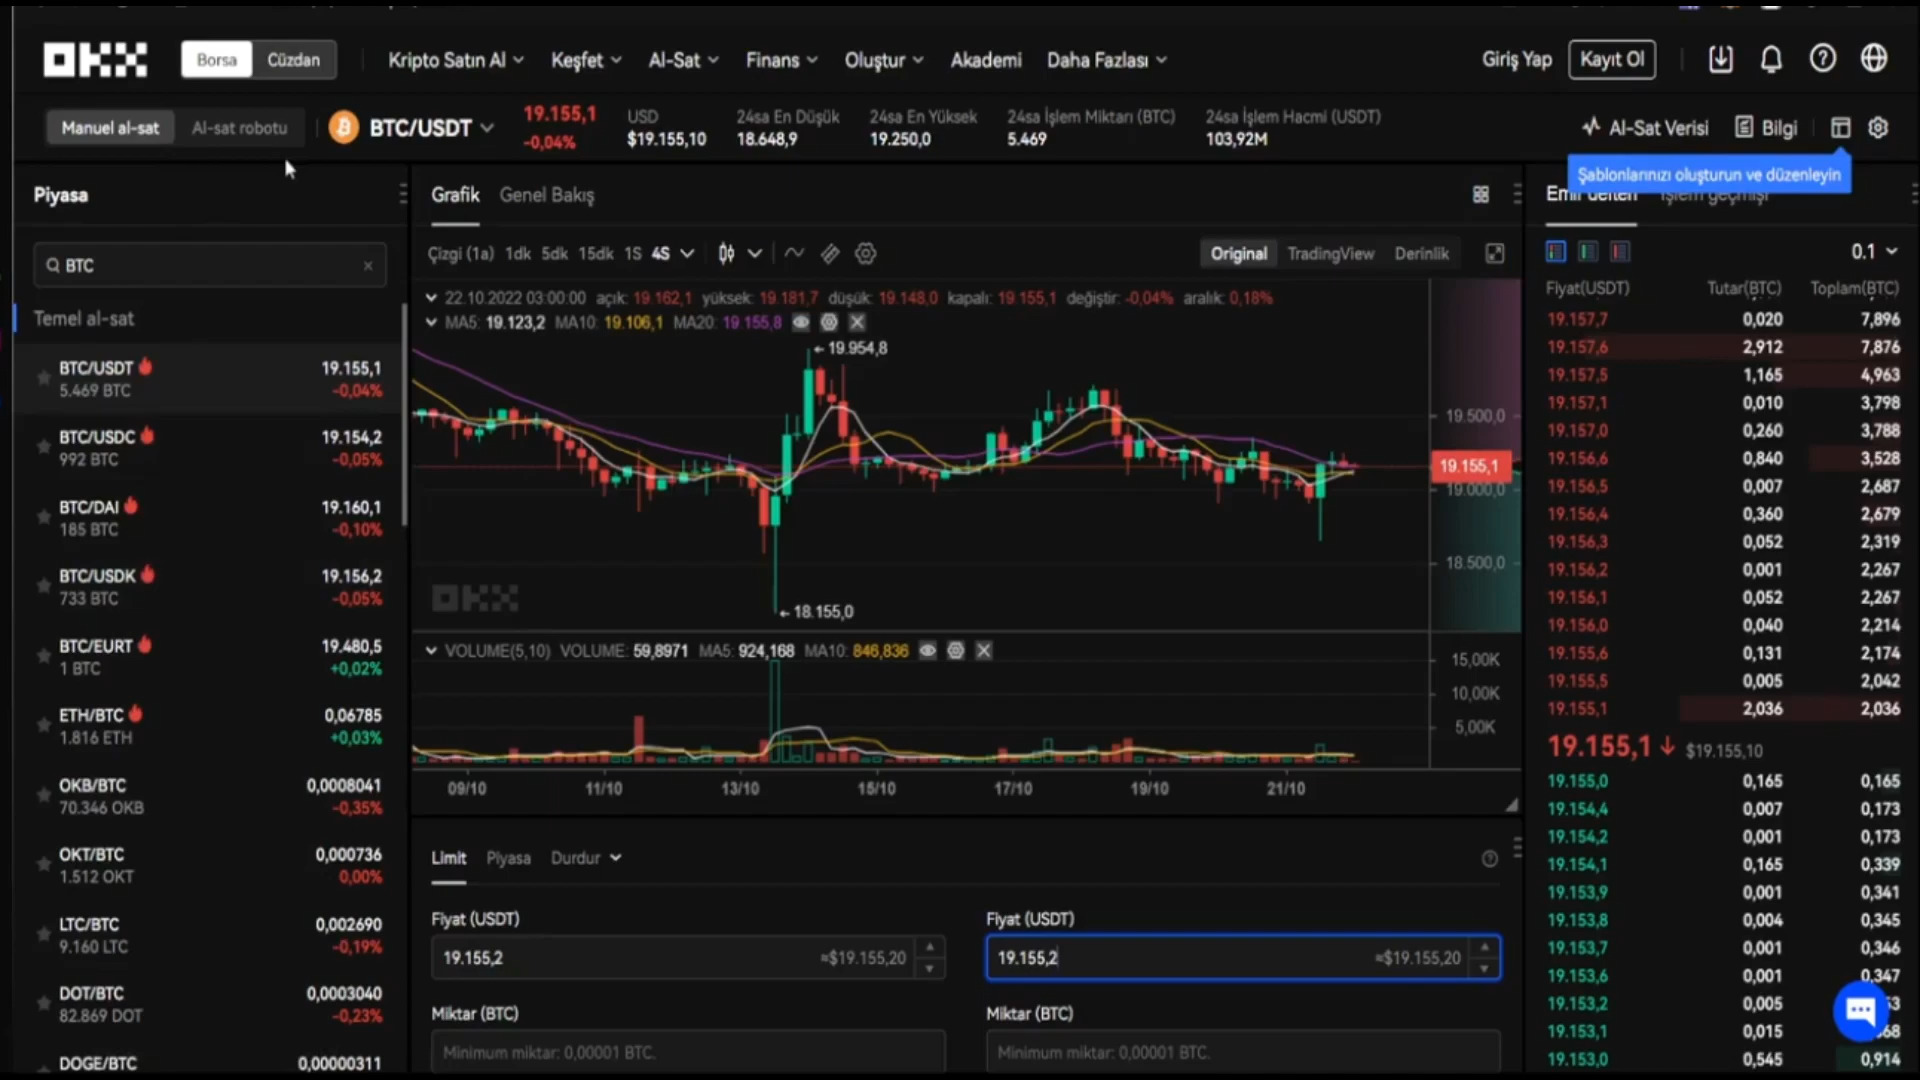 OKX Borsa Cüzdan Kripto Satın Al Keşfet Al-Sat Finans Oluştur Akademi Daha Fazlası Giriş Yap Kayıt Ol
Manuel al-sat Al-sat robotu BTC/USDT
19.155,1
-0,04%
USD
$19.155,10
24sa En Düşük
18.648,9
24sa En Yüksek
19.250,0
24sa İşlem Miktarı (BTC)
5.469
24sa İşlem Hacmi (USDT)
103,92M
Al-Sat Verisi Bilgi
Şablonlarınızı oluşturun ve düzenleyin
Piyasa
BTC
Temel al-sat
BTC/USDT 19.155,1
5.469 BTC -0,04%
BTC/USDC 19.154,2
992 BTC -0,05%
BTC/DAI 19.160,1
185 BTC -0,10%
BTC/USDK 19.156,2
733 BTC -0,05%
BTC/EURT 19.480,5
1 BTC +0,02%
ETH/BTC 0,06785
1.816 ETH +0,03%
OKB/BTC 0,0008041
70.346 OKB -0,35%
OKT/BTC 0,000736
1.512 OKT 0,00%
LTC/BTC 0,002690
9.160 LTC -0,19%
DOT/BTC 0,0003040
82.869 DOT -0,23%
DOGE/BTC 0,00000311
Grafik Genel Bakış
Çizgi (1a) 1dk 5dk 15dk 1S 4S Original TradingView Derinlik
22.10.2022 03:00:00 açık: 19.162,1 yüksek: 19.181,7 düşük: 19.148,0 kapalı: 19.155,1 değiştir: -0,04% aralık: 0,18%
MA5: 19.123,2 MA10: 19.106,1 MA20: 19.155,8
19.954,8
19.500,0
19.155,1
19.000,0
18.500,0
OKX
18.155,0
VOLUME(5,10) VOLUME: 59,8971 MA5: 924,168 MA10: 846,836
15,00K
10,00K
5,00K
09/10 11/10 13/10 15/10 17/10 19/10 21/10
Limit Piyasa Durdur
Fiyat (USDT) Fiyat (USDT)
19.155,2 ≈$19.155,20 19.155,2 ≈$19.155,20
Miktar (BTC) Miktar (BTC)
Minimum miktar: 0,00001 BTC. Minimum miktar: 0,00001 BTC.
Emir defteri İşlem geçmişi
0.1
Fiyat(USDT) Tutar(BTC) Toplam(BTC)
19.157,7 0,020 7,896
19.157,6 2,912 7,876
19.157,5 1,165 4,963
19.157,1 0,010 3,798
19.157,0 0,260 3,788
19.156,6 0,840 3,528
19.156,5 0,007 2,687
19.156,4 0,360 2,679
19.156,3 0,052 2,319
19.156,2 0,001 2,267
19.156,1 0,052 2,267
19.156,0 0,040 2,214
19.155,6 0,131 2,174
19.155,5 0,005 2,042
19.155,1 2,036 2,036
19.155,1 $19.155,10
19.155,0 0,165 0,165
19.154,4 0,007 0,173
19.154,2 0,001 0,173
19.154,1 0,165 0,339
19.153,9 0,001 0,341
19.153,8 0,004 0,345
19.153,7 0,001 0,346
19.153,6 0,001 0,347
19.153,2 0,005
19.153,1 0,015
19.153,0 0,545 0,914